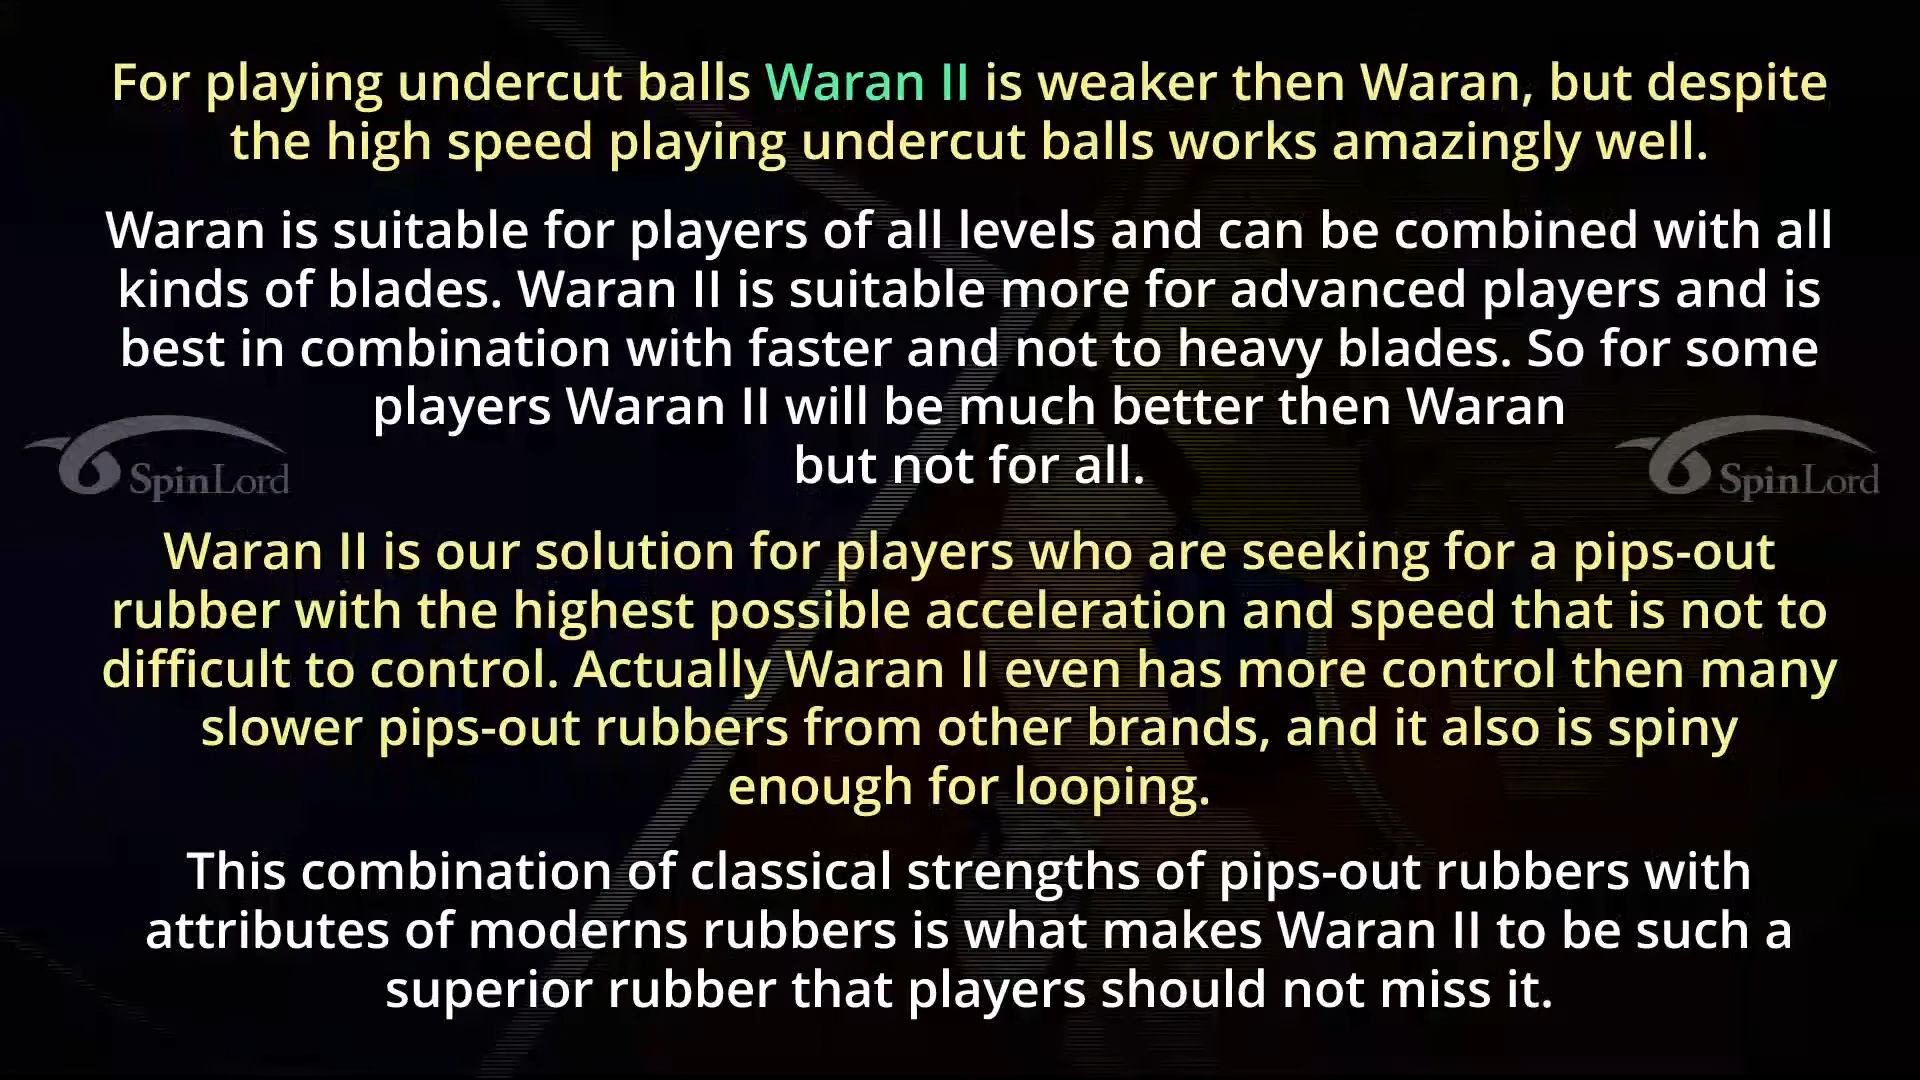 For playing undercut balls Waran II is weaker then Waran, but despite
the high speed playing undercut balls works amazingly well.
Waran is suitable for players of all levels and can be combined with all
kinds of blades. Waran II is suitable more for advanced players and is
best in combination with faster and not to heavy blades. So for some
players Waran II will be much better then Waran
but not for all.
SpinLord
SpinLord
Waran II is our solution for players who are seeking for a pips-out
rubber with the highest possible acceleration and speed that is not to
difficult to control. Actually Waran II even has more control then many
slower pips-out rubbers from other brands, and it also is spiny
enough for looping.
This combination of classical strengths of pips-out rubbers with
attributes of moderns rubbers is what makes Waran II to be such a
superior rubber that players should not miss it.